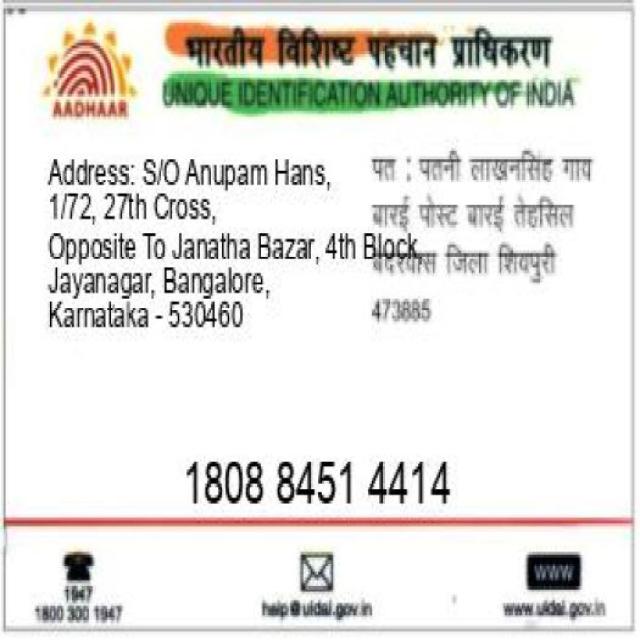 भारतीय विशिष्ट पहचान प्राधिकरण
AADHAAR
UNIQUE IDENTIFICATION AUTHORITY OF INDIA
Address: S/O Anupam Hans,
1/72, 27th Cross,
Opposite To Janatha Bazar, 4th Block,
Jayanagar, Bangalore,
Karnataka - 530460
पत : पतनी लाखनसिंह गाव
बारई पोस्ट बारई तेहसिल
जिला शिवपुरी
473885
1808 8451 4414
1947
1800 300 1947
help@uidai.gov.in
www
www.uidai.gov.in